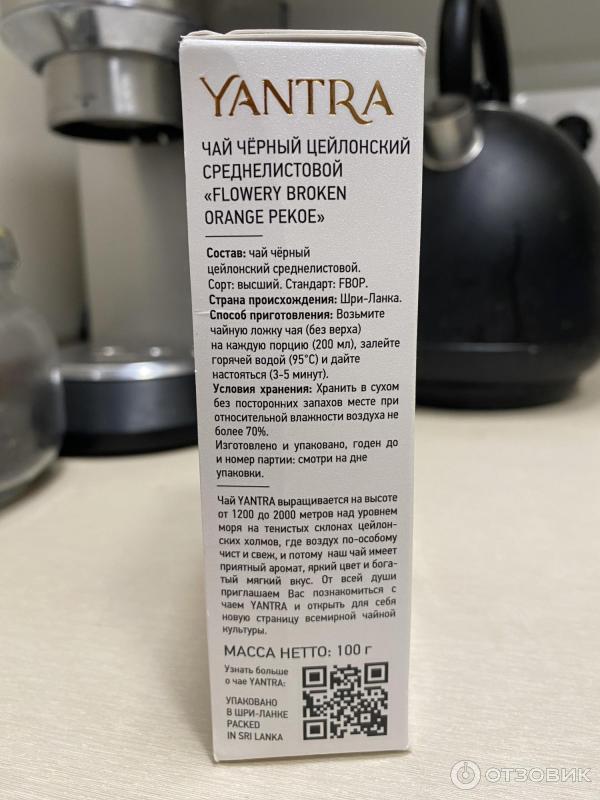 YANTRA
ЧАЙ ЧЁРНЫЙ ЦЕЙЛОНСКИЙ
СРЕДНЕЛИСТОВОЙ
«FLOWERY BROKEN
ORANGE PEKOE»
Состав: чай чёрный
цейлонский среднелистовой.
Сорт: высший. Стандарт: FBOP.
Страна происхождения: Шри-Ланка.
Способ приготовления: Возьмите
чайную ложку чая (без верха)
на каждую порцию (200 мл), залейте
горячей водой (95°С) и дайте
настояться (3-5 минут).
Условия хранения: Хранить в сухом
без посторонних запахов месте при
относительной влажности воздуха не
более 70%.
Изготовлено и упаковано, годен до
и номер партии: смотри на дне
упаковки.
Чай YANTRA выращивается на высоте
от 1200 до 2000 метров над уровнем
моря на тенистых склонах цейлон-
ских холмов, где воздух по-особому
чист и свеж, и потому наш чай имеет
приятный аромат, яркий цвет и бога-
тый мягкий вкус. От всей души
приглашаем Вас познакомиться с
чаем YANTRA и открыть для себя
новую страницу всемирной чайной
культуры.
МАССА НЕТТО: 100 г
Узнать больше
о чае YANTRA:
УПАКОВАНО
В ШРИ-ЛАНКЕ
PACKED
IN SRI LANKA
ОТЗОВИК